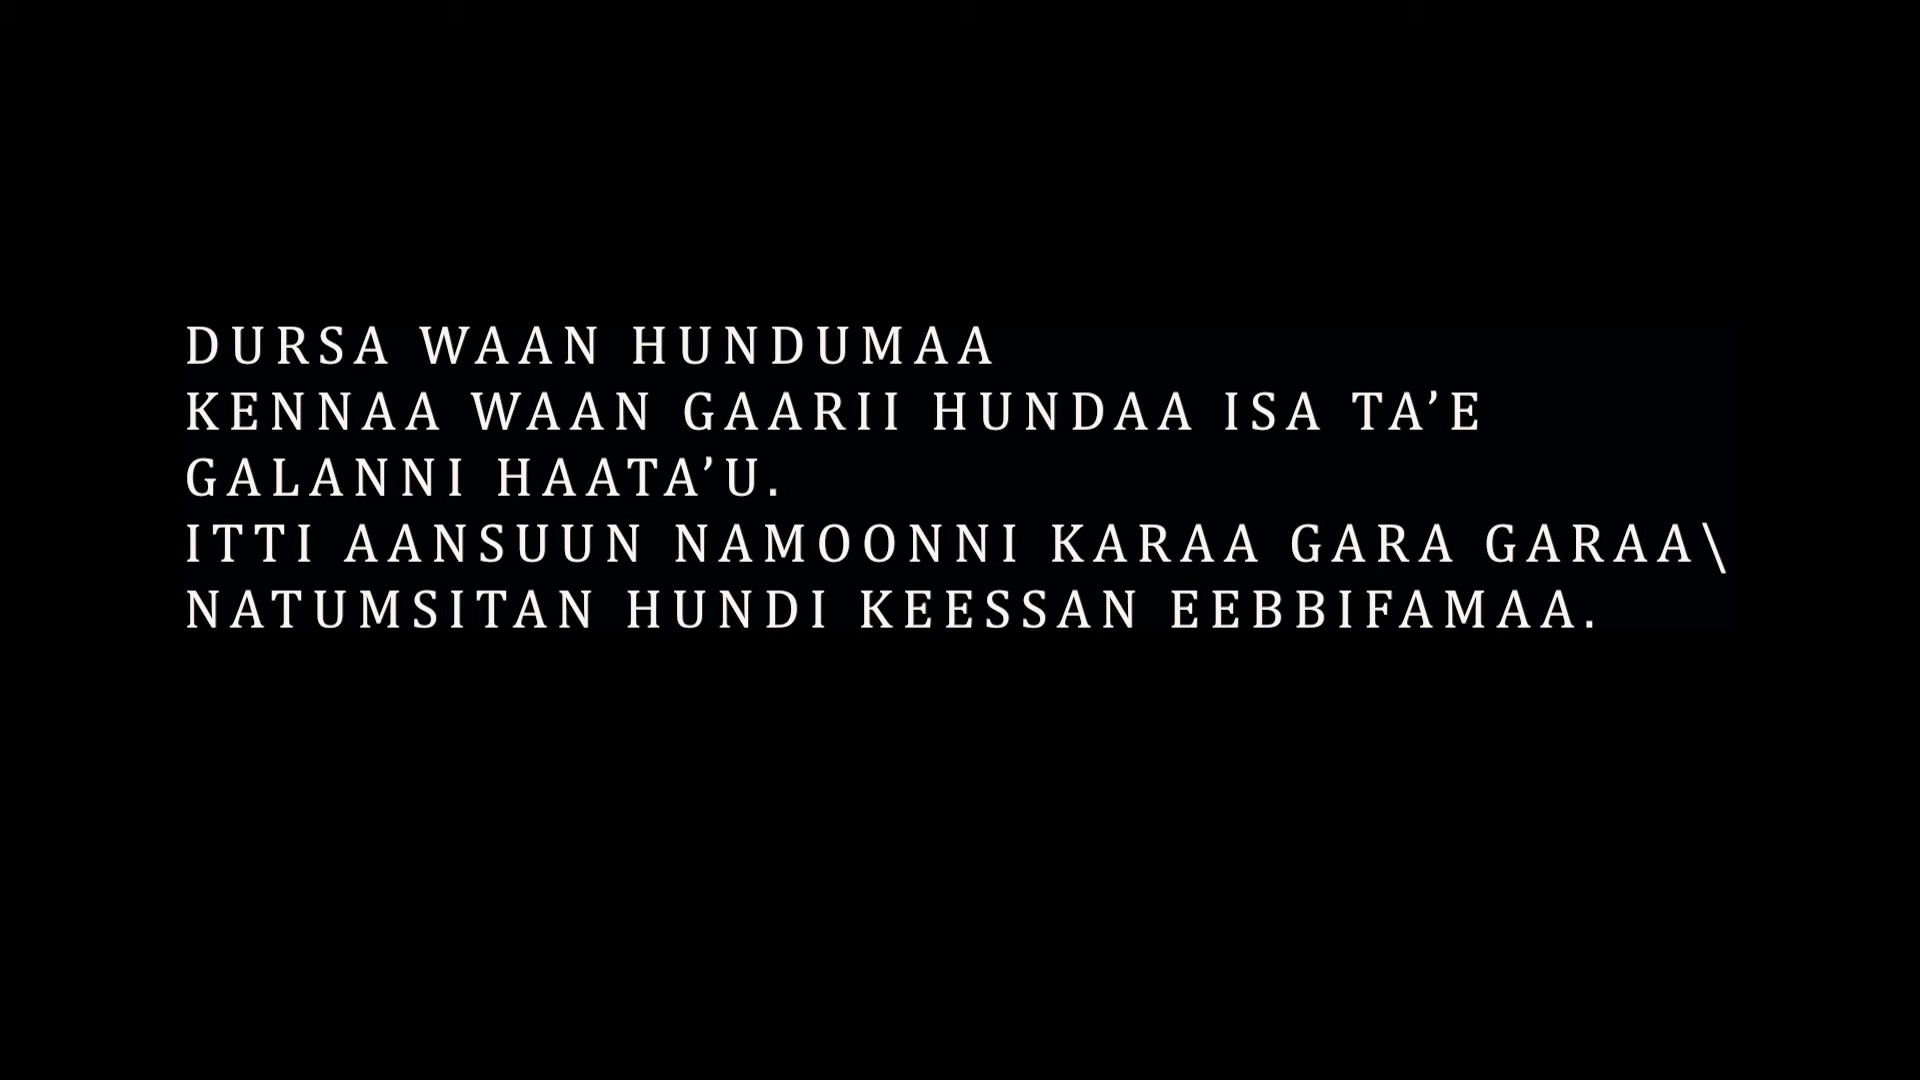 DURSA WAAN HUNDUMAA
KENNAA WAAN GAARII HUNDAA ISA TA’E
GALANNI HAATA’U.
ITTI AANSUUN NAMOONNI KARAA GARA GARAA\
NATUMSITAN HUNDI KEESSAN EEBBIFAMAA.